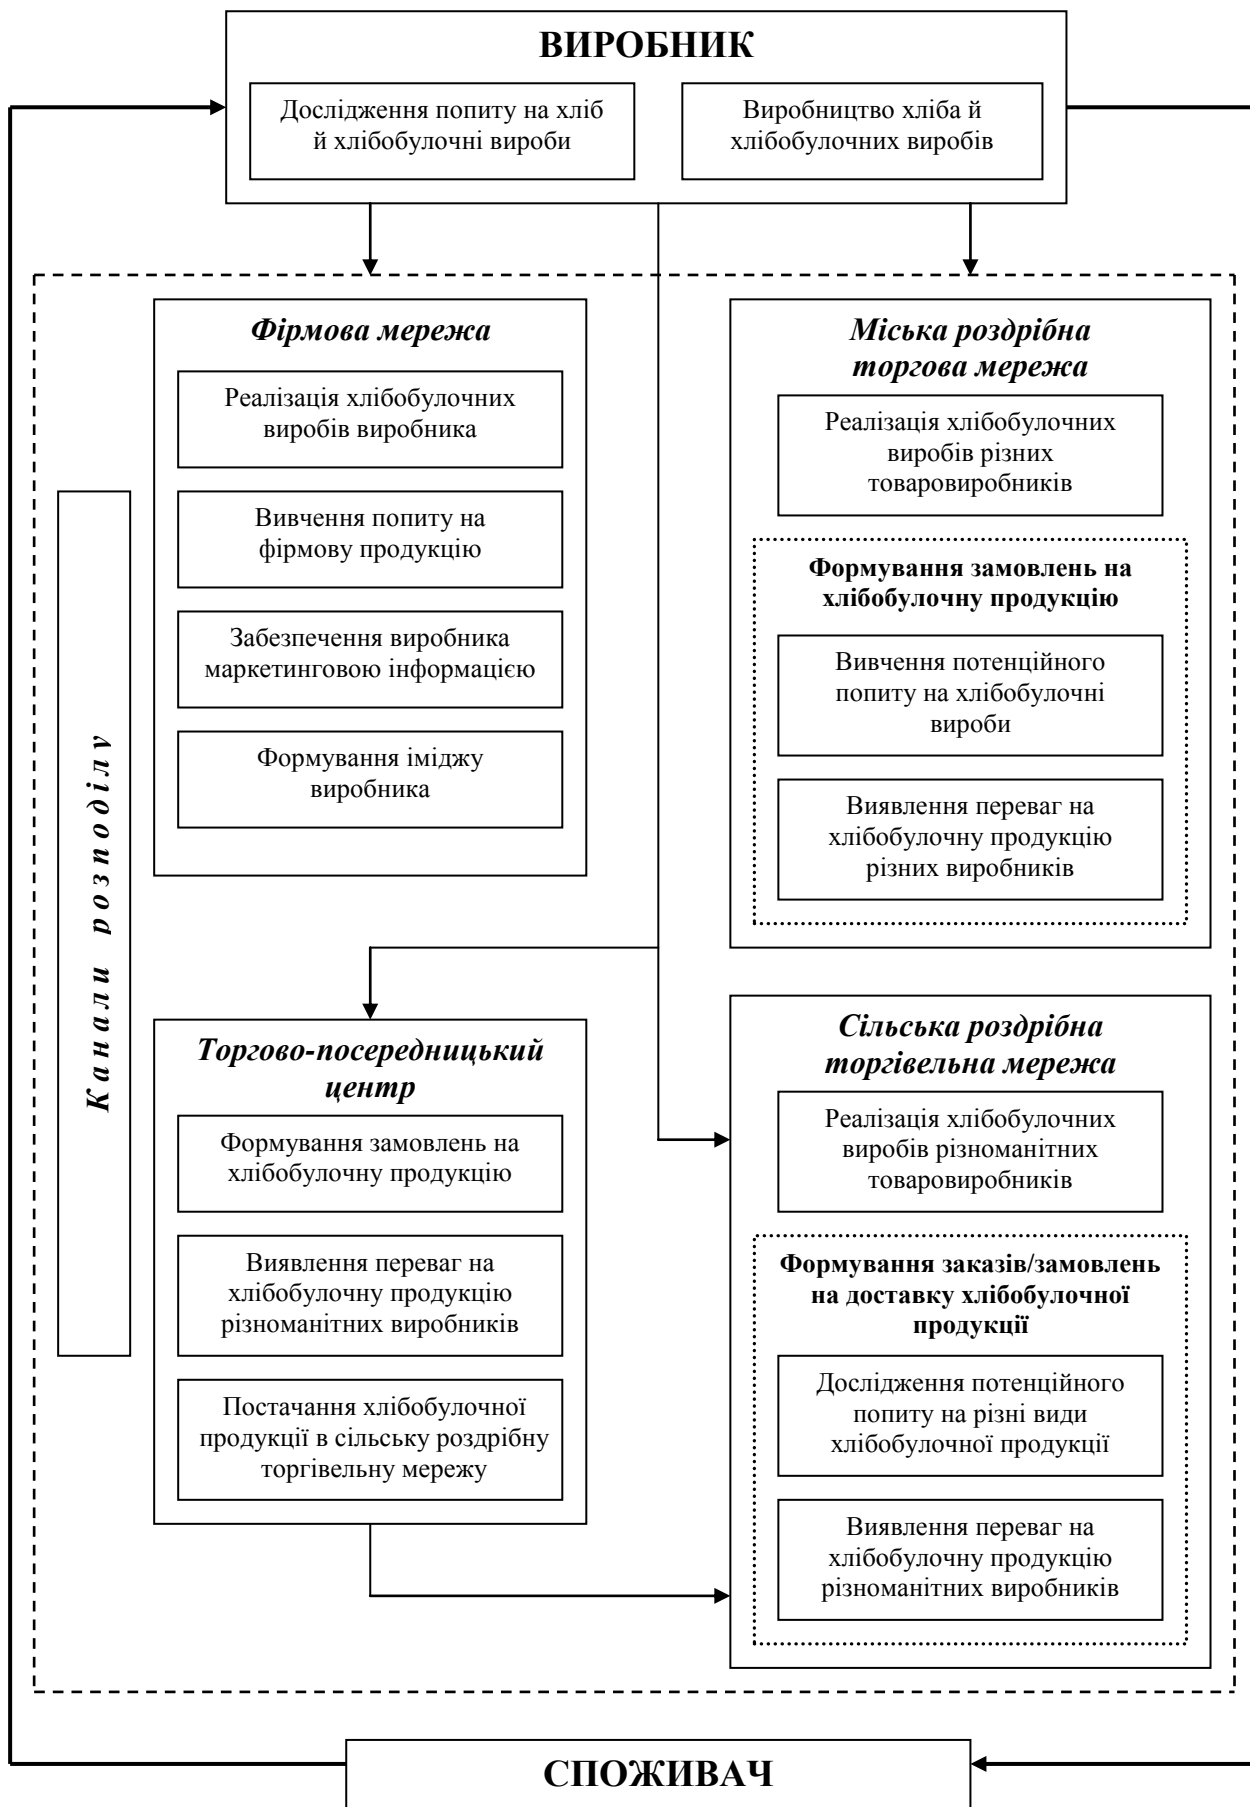 ВИРОБНИК
Дослідження попиту на хліб
й хлібобулочні вироби
Виробництво хліба й
хлібобулочних виробів
Канали розподілу
Фірмова мережа
Реалізація хлібобулочних
виробів виробника
Вивчення попиту на
фірмову продукцію
Забезпечення виробника
маркетинговою інформацією
Формування іміджу
виробника
Міська роздрібна
торгова мережа
Реалізація хлібобулочних
виробів різних
товаровиробників
Формування замовлень на
хлібобулочну продукцію
Вивчення потенційного
попиту на хлібобулочні
вироби
Виявлення переваг на
хлібобулочну продукцію
різних виробників
Торгово-посередницький
центр
Формування замовлень на
хлібобулочну продукцію
Виявлення переваг на
хлібобулочну продукцію
різноманітних виробників
Постачання хлібобулочної
продукції в сільську роздрібну
торгівельну мережу
Сільська роздрібна
торгівельна мережа
Реалізація хлібобулочних
виробів різноманітних
товаровиробників
Формування заказів/замовлень
на доставку хлібобулочної
продукції
Дослідження потенційного
попиту на різні види
хлібобулочної продукції
Виявлення переваг на
хлібобулочну продукцію
різноманітних виробників
СПОЖИВАЧ